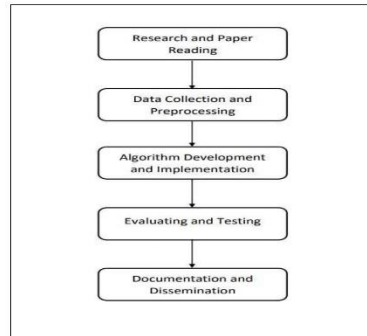 Research and Paper
Reading
Data Collection and
Preprocessing
Algorithm Development
and Implementation
Evaluating and Testing
Documentation and
Dissemination